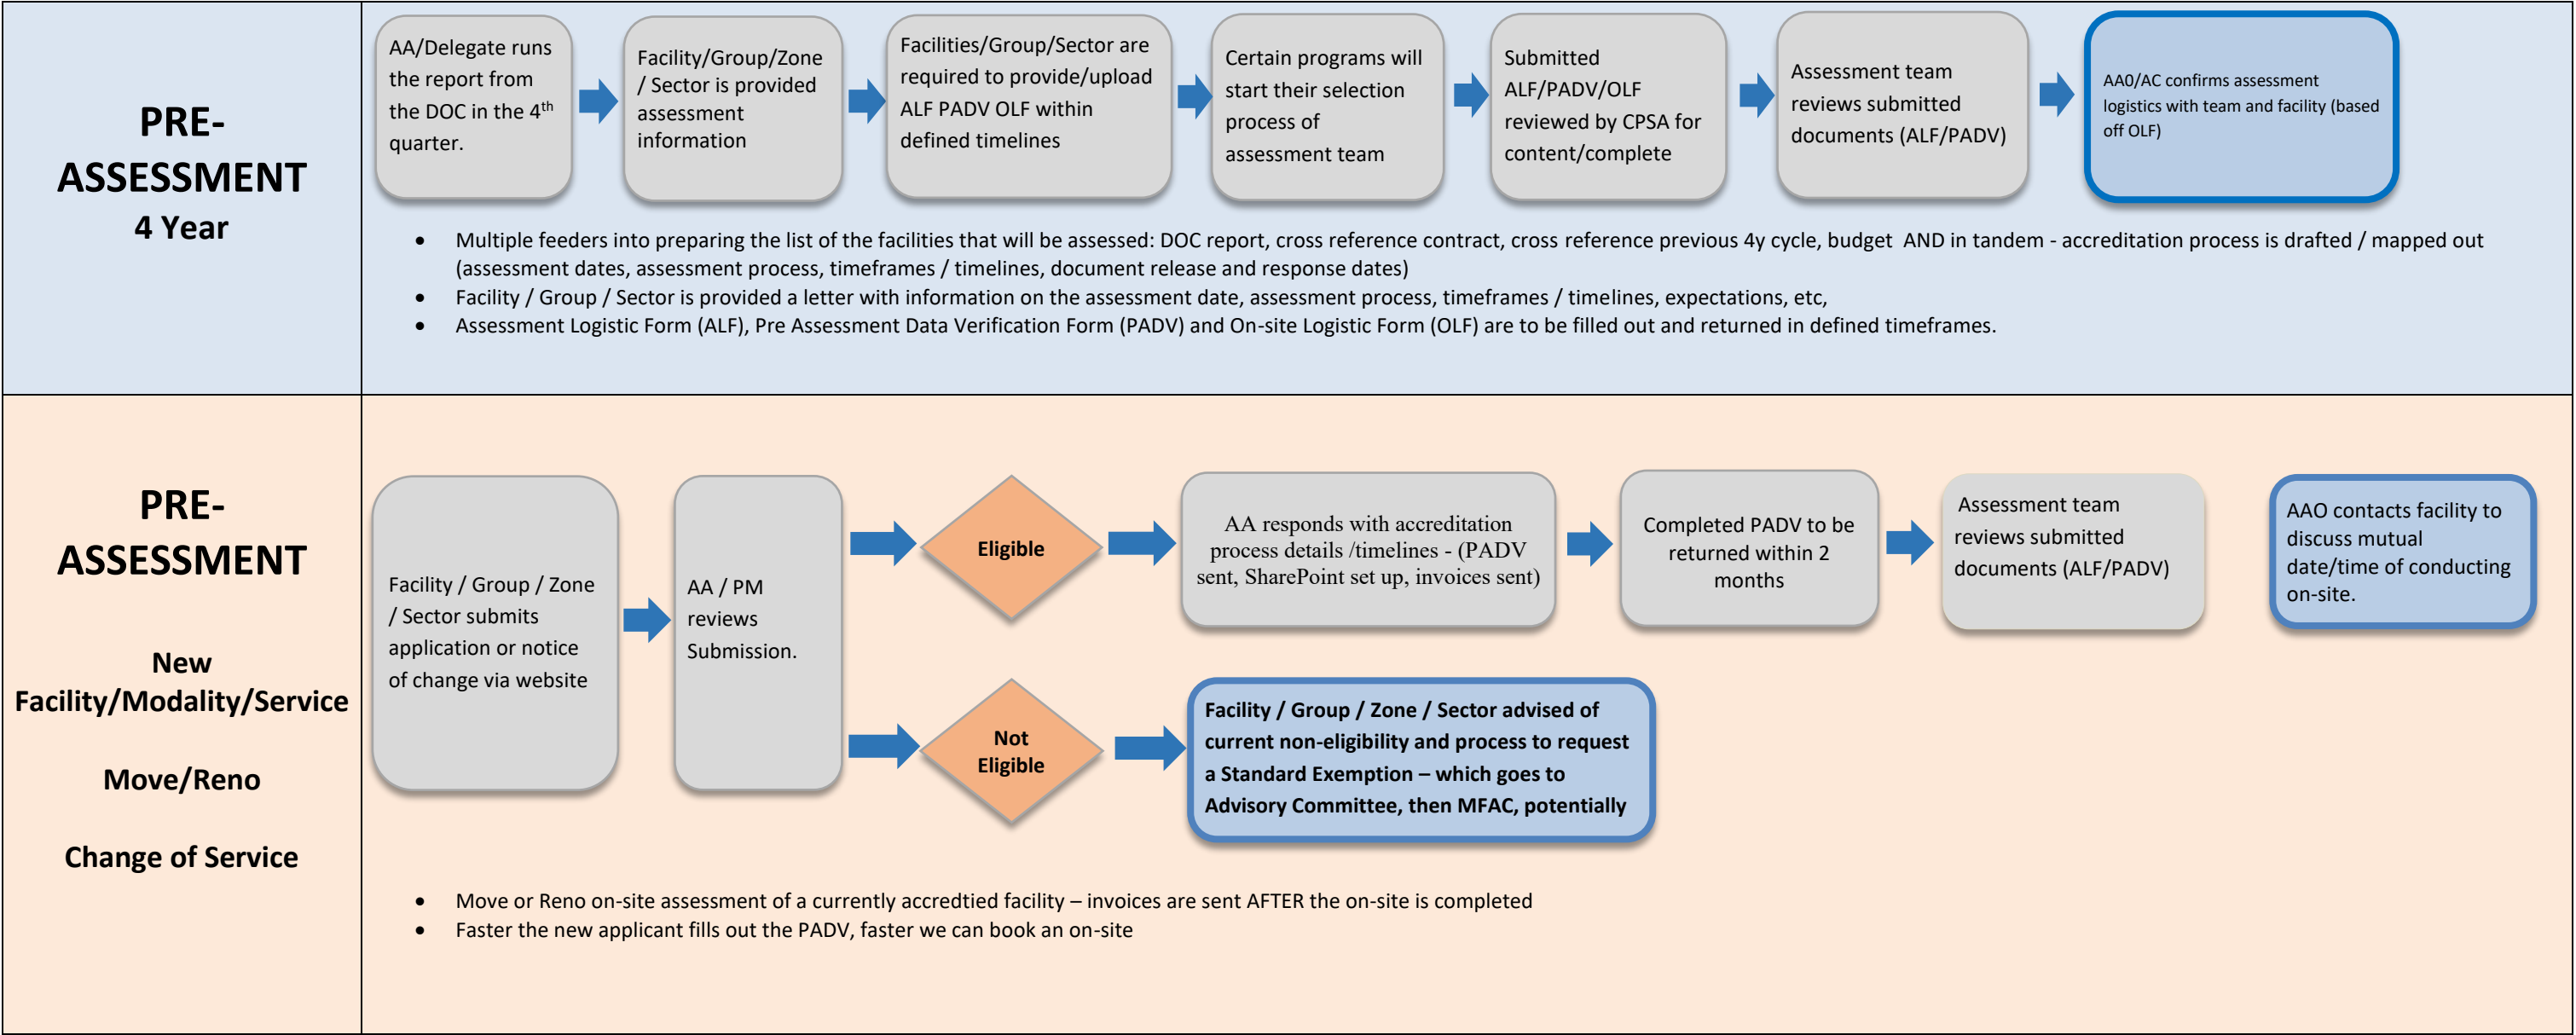 PRE-
ASSESSMENT
4 Year
AA/Delegate runs
the report from
the DOC in the 4th
quarter.
Facility/Group/Zone
/ Sector is provided
assessment
information
Facilities/Group/Sector are
required to provide/upload
ALF PADV OLF within
defined timelines
Certain programs will
start their selection
process of
assessment team
Submitted
ALF/PADV/OLF
reviewed by CPSA for
content/complete
Assessment team
reviews submitted
documents (ALF/PADV)
AA0/AC confirms assessment
logistics with team and facility (based
off OLF)
• Multiple feeders into preparing the list of the facilities that will be assessed: DOC report, cross reference contract, cross reference previous 4y cycle, budget AND in tandem - accreditation process is drafted / mapped out
(assessment dates, assessment process, timeframes / timelines, document release and response dates)
• Facility / Group / Sector is provided a letter with information on the assessment date, assessment process, timeframes / timelines, expectations, etc,
• Assessment Logistic Form (ALF), Pre Assessment Data Verification Form (PADV) and On-site Logistic Form (OLF) are to be filled out and returned in defined timeframes.
PRE-
ASSESSMENT
New
Facility/Modality/Service
Move/Reno
Change of Service
Facility / Group / Zone
/ Sector submits
application or notice
of change via website
AA / PM
reviews
Submission.
Eligible
AA responds with accreditation
process details /timelines - (PADV
sent, SharePoint set up, invoices sent)
Completed PADV to be
returned within 2
months
Assessment team
reviews submitted
documents (ALF/PADV)
AAO contacts facility to
discuss mutual
date/time of conducting
on-site.
Not
Eligible
Facility / Group / Zone / Sector advised of
current non-eligibility and process to request
a Standard Exemption – which goes to
Advisory Committee, then MFAC, potentially
• Move or Reno on-site assessment of a currently accredtied facility – invoices are sent AFTER the on-site is completed
• Faster the new applicant fills out the PADV, faster we can book an on-site